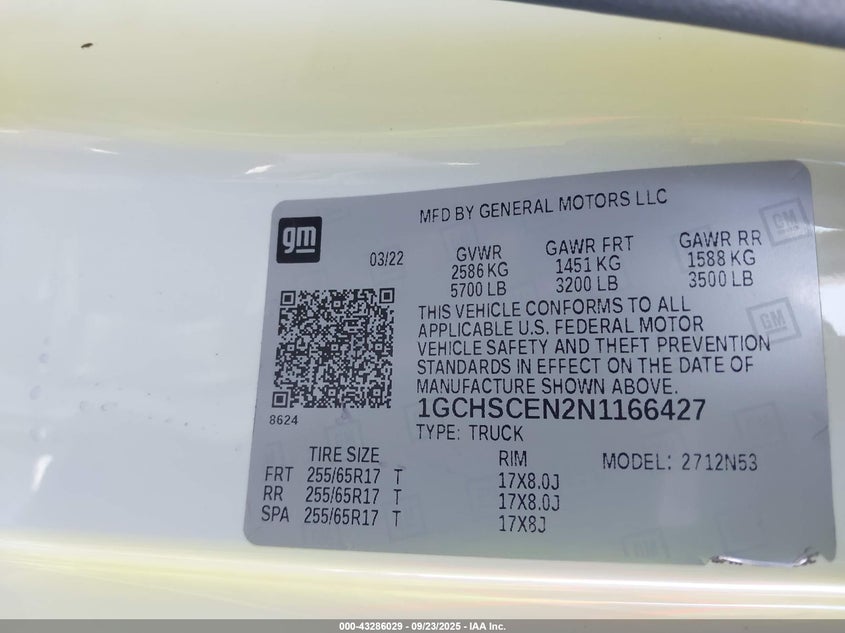 MFD BY GENERAL MOTORS LLC
gm
03/22
GVWR
2586 KG
5700 LB
GAWR FRT
1451 KG
3200 LB
GAWR RR
1588 KG
3500 LB
THIS VEHICLE CONFORMS TO ALL
APPLICABLE U.S. FEDERAL MOTOR
VEHICLE SAFETY AND THEFT PREVENTION
STANDARDS IN EFFECT ON THE DATE OF
MANUFACTURE SHOWN ABOVE.
8624
1GCHSCEN2N1166427
TYPE: TRUCK
TIRE SIZE RIM MODEL: 2712N53
FRT 255/65R17 T 17X8.0J
RR 255/65R17 T 17X8.0J
SPA 255/65R17 T 17X8J
GM
GM
GM
000-43286029 - 09/23/2025 - IAA Inc.